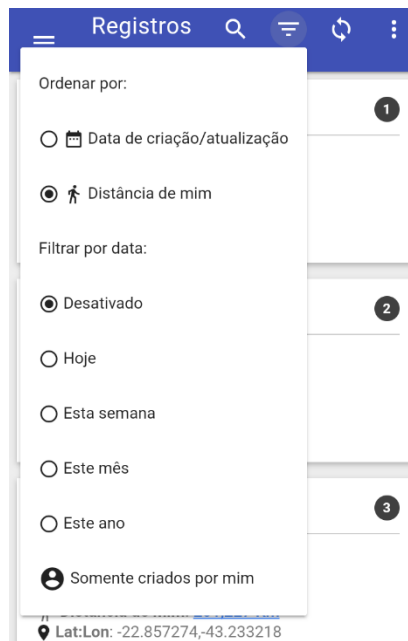 Registros
Ordenar por:
1
Data de criação/atualização
Distância de mim
Filtrar por data:
Desativado
2
Hoje
Esta semana
Este mês
3
Este ano
Somente criados por mim
Lat:Lon: -22.857274,-43.233218